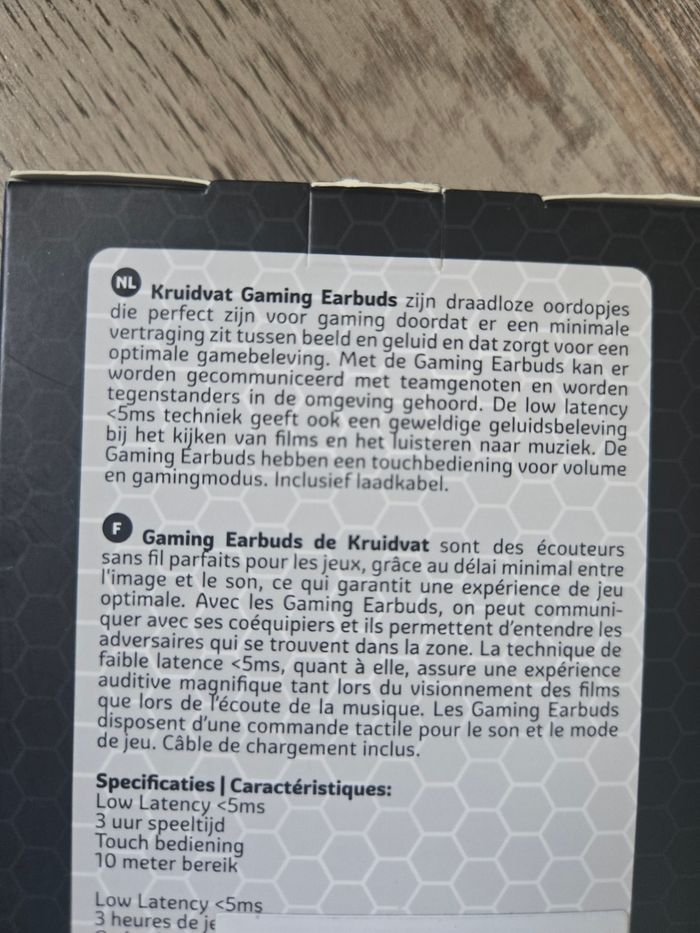 NL Kruidvat Gaming Earbuds zijn draadloze oordopjes
die perfect zijn voor gaming doordat er een minimale
vertraging zit tussen beeld en geluid en dat zorgt voor een
optimale gamebeleving. Met de Gaming Earbuds kan er
worden gecommuniceerd met teamgenoten en worden
tegenstanders in de omgeving gehoord. De low latency
<5ms techniek geeft ook een geweldige geluidsbeleving
bij het kijken van films en het luisteren naar muziek. De
Gaming Earbuds hebben een touchbediening voor volume
en gamingmodus. Inclusief laadkabel.
F Gaming Earbuds de Kruidvat sont des écouteurs
sans fil parfaits pour les jeux, grâce au délai minimal entre
l'image et le son, ce qui garantit une expérience de jeu
optimale. Avec les Gaming Earbuds, on peut communi-
quer avec ses coéquipiers et ils permettent d'entendre les
adversaires qui se trouvent dans la zone. La technique de
faible latence <5ms, quant à elle, assure une expérience
auditive magnifique tant lors du visionnement des films
que lors de l'écoute de la musique. Les Gaming Earbuds
disposent d'une commande tactile pour le son et le mode
de jeu. Câble de chargement inclus.
Specificaties | Caractéristiques:
Low Latency <5ms
3 uur speeltijd
Touch bediening
10 meter bereik
Low Latency <5ms
3 heures de